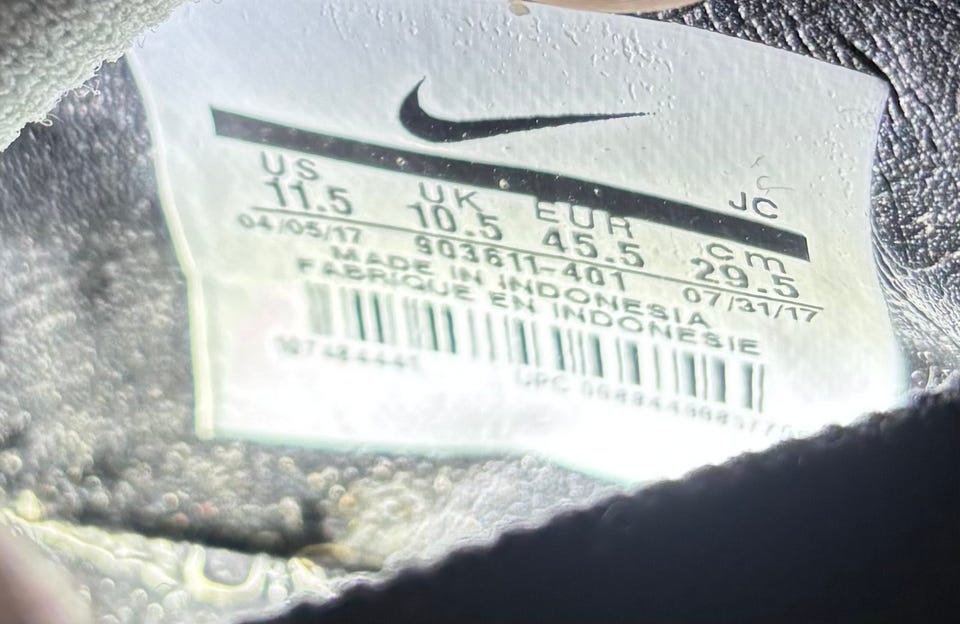 JC
US UK EUR cm
11.5 10.5 45.5 29.5
04/05/17 903611-401 07/31/17
MADE IN INDONESIA
FABRIQUE EN INDONESIE
UPC